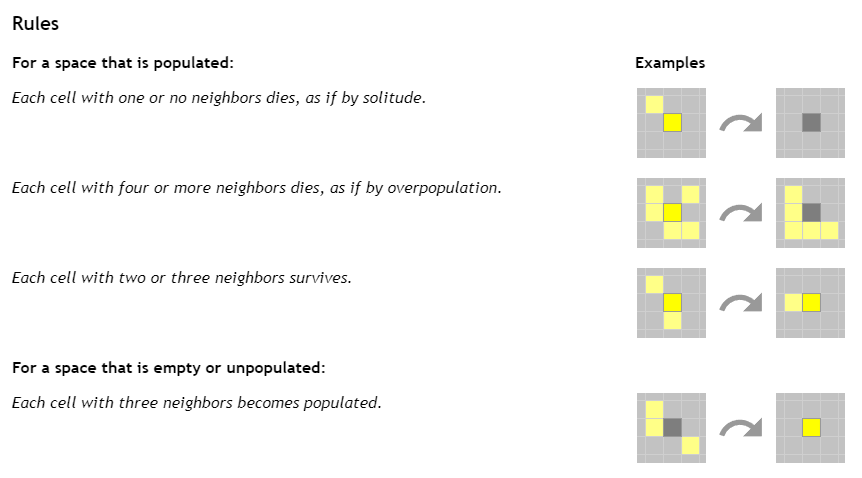 Rules
For a space that is populated:
Examples
Each cell with one or no neighbors dies, as if by solitude.
Each cell with four or more neighbors dies, as if by overpopulation.
Each cell with two or three neighbors survives.
For a space that is empty or unpopulated:
Each cell with three neighbors becomes populated.